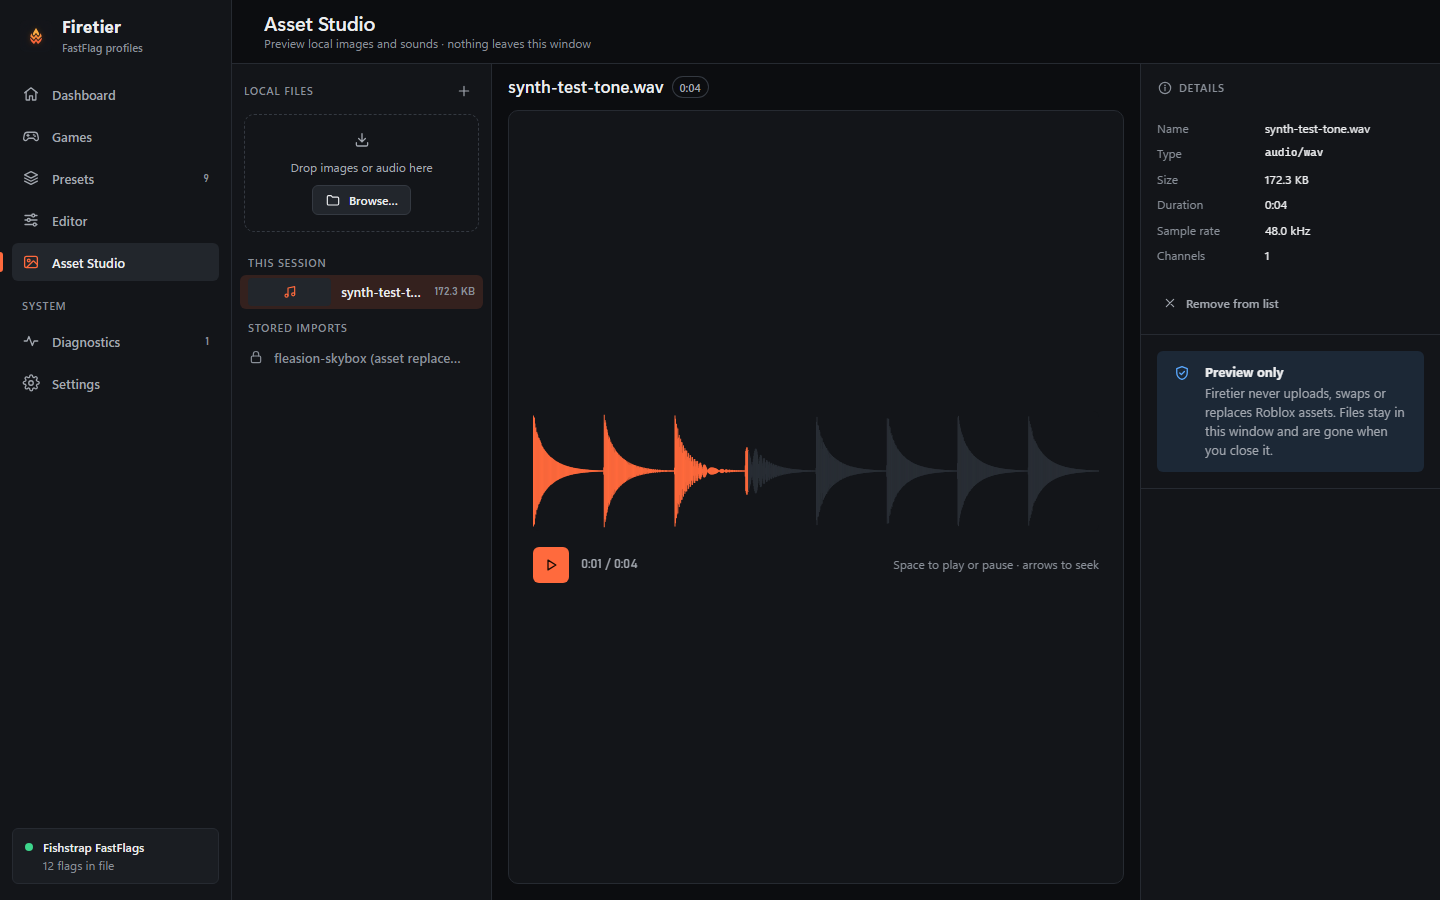 Firetier
FastFlag profiles
Dashboard
Games
Presets 9
Editor
Asset Studio
SYSTEM
Diagnostics 1
Settings
Fishstrap FastFlags
12 flags in file
Asset Studio
Preview local images and sounds · nothing leaves this window
LOCAL FILES
Drop images or audio here
Browse...
THIS SESSION
synth-test-t... 172.3 KB
STORED IMPORTS
fleasion-skybox (asset replace...
synth-test-tone.wav 0:04
0:01 / 0:04
Space to play or pause · arrows to seek
DETAILS
Name synth-test-tone.wav
Type audio/wav
Size 172.3 KB
Duration 0:04
Sample rate 48.0 kHz
Channels 1
Remove from list
Preview only
Firetier never uploads, swaps or
replaces Roblox assets. Files stay in
this window and are gone when
you close it.